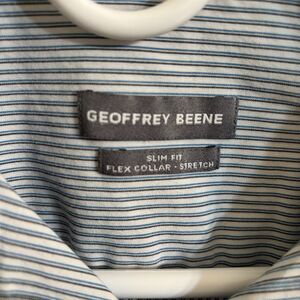 GEOFFREY BEENE
SLIM FIT
FLEX COLLAR • STRETCH